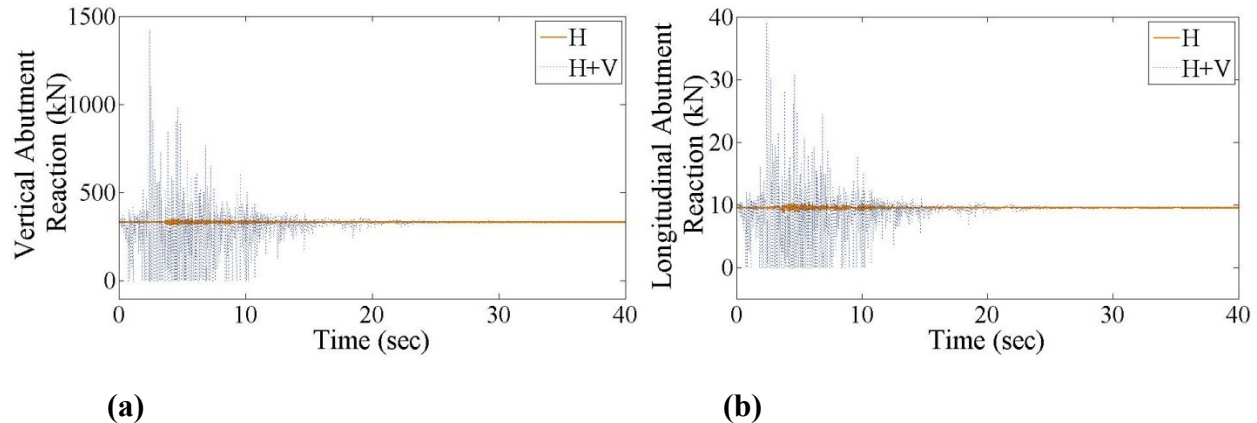 1500
1000
500
0
Vertical Abutment
Reaction (kN)
H
H+V
0 10 20 30 40
Time (sec)
(a)
40
30
20
10
0
Longitudinal Abutment
Reaction (kN)
H
H+V
0 10 20 30 40
Time (sec)
(b)